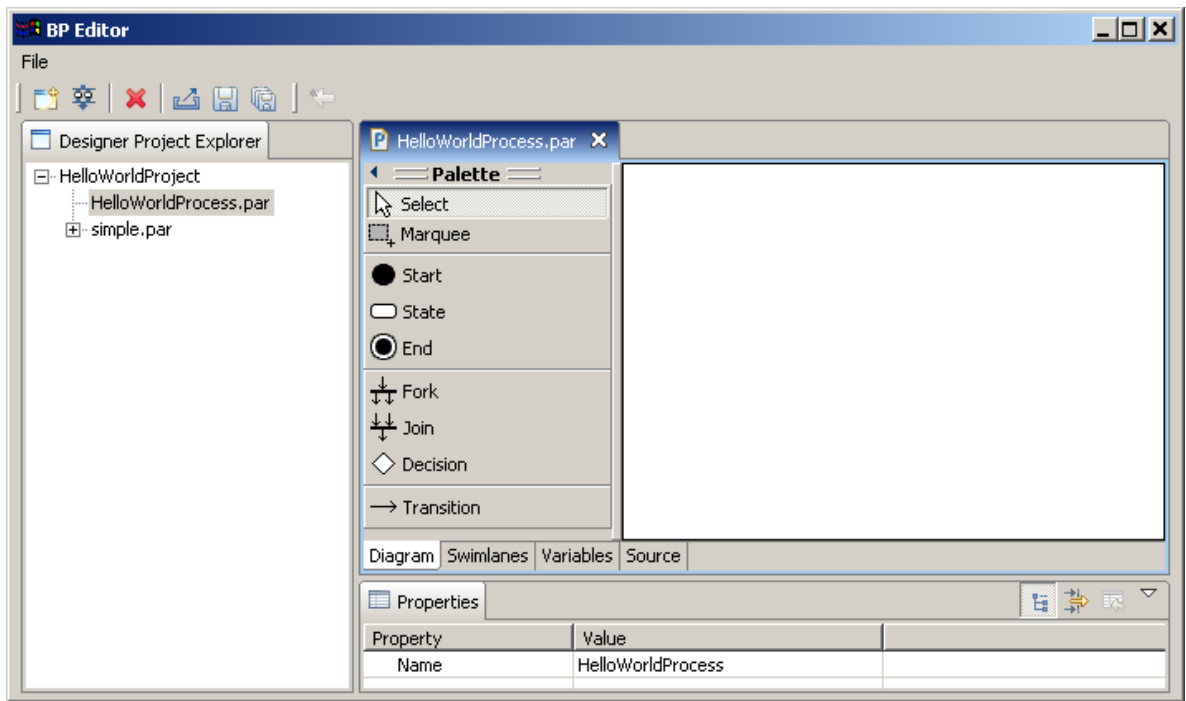 BP Editor
File
Designer Project Explorer
HelloWorldProject
HelloWorldProcess.par
simple.par
HelloWorldProcess.par
Palette
Select
Marquee
Start
State
End
Fork
Join
Decision
Transition
Diagram Swimlanes Variables Source
Properties
Property Value
Name HelloWorldProcess